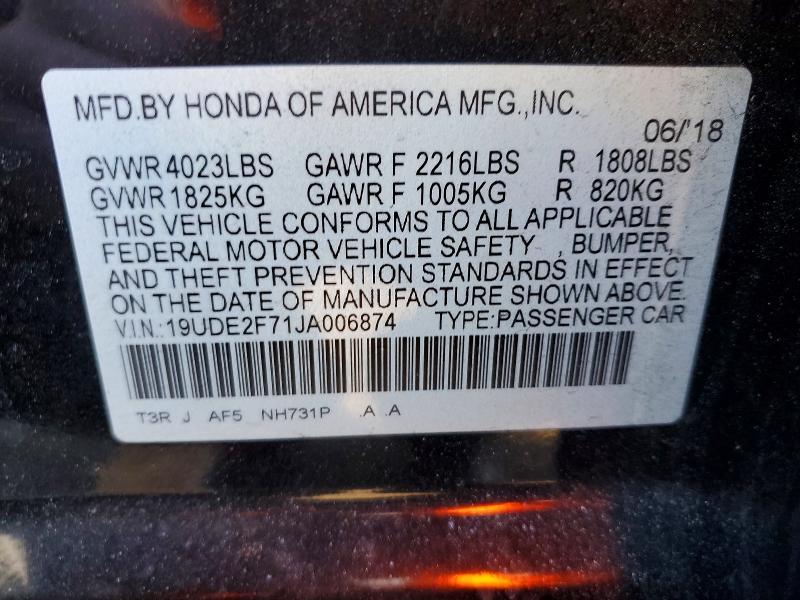 MFD.BY HONDA OF AMERICA MFG.,INC.
06/'18
GVWR 4023LBS GAWR F 2216LBS R 1808LBS
GVWR 1825KG GAWR F 1005KG R 820KG
THIS VEHICLE CONFORMS TO ALL APPLICABLE
FEDERAL MOTOR VEHICLE SAFETY , BUMPER,
AND THEFT PREVENTION STANDARDS IN EFFECT
ON THE DATE OF MANUFACTURE SHOWN ABOVE.
V.I.N.:19UDE2F71JA006874 TYPE:PASSENGER CAR
T3R J AF5 NH731P .A .A